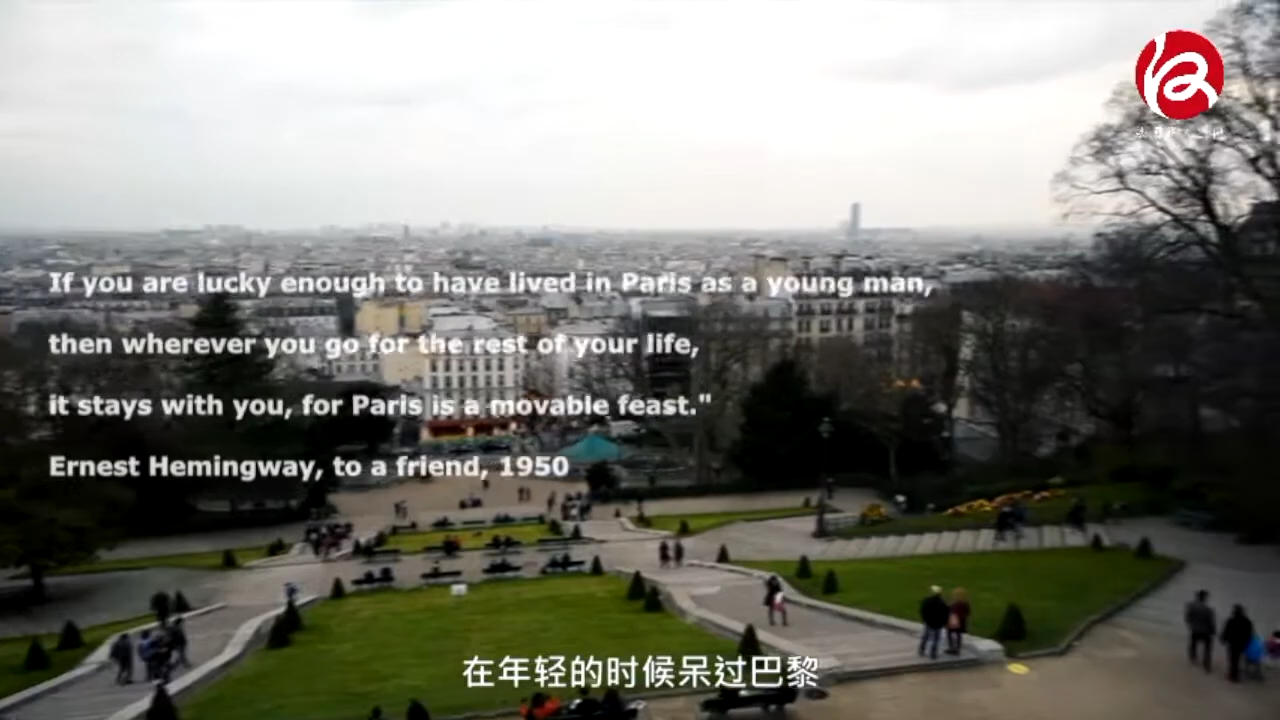 If you are lucky enough to have lived in Paris as a young man,
then wherever you go for the rest of your life,
it stays with you, for Paris is a movable feast."
Ernest Hemingway, to a friend, 1950
在年轻的时候呆过巴黎